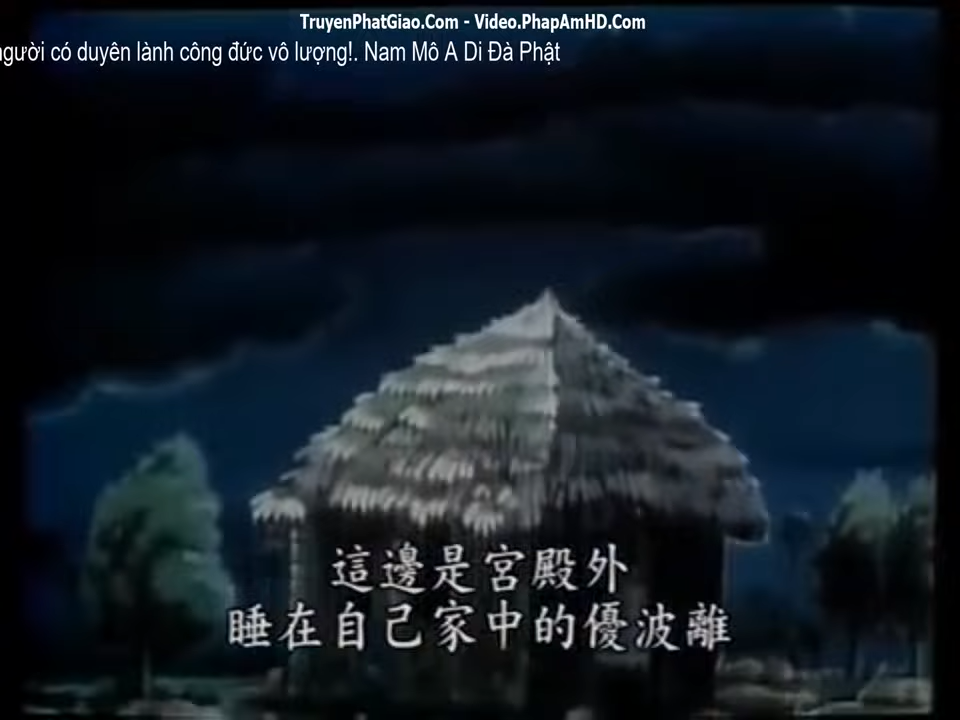 TruyenPhatGiao.Com - Video.PhapAmHD.Com
người có duyên lành công đức vô lượng!. Nam Mô A Di Đà Phật
這邊是宮殿外
睡在自己家中的優波離